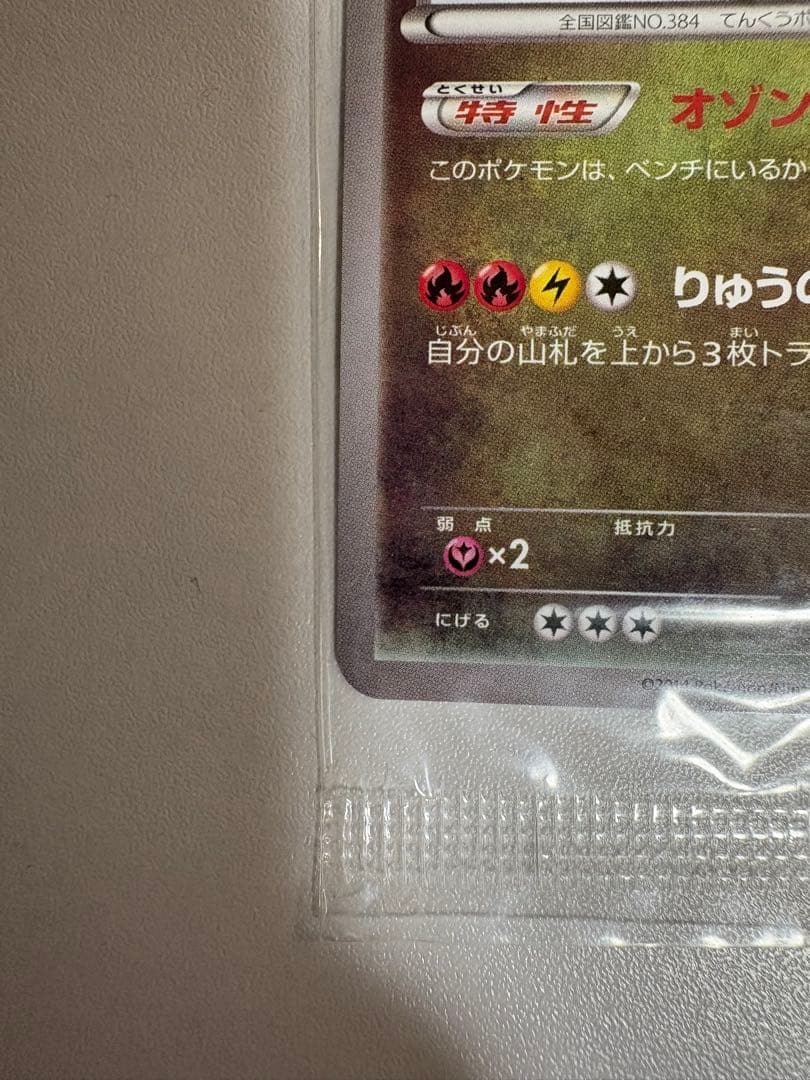 全国図鑑NO.384 てんくうポ
とくせい
特性 オゾン
このポケモンは、ベンチにいるか
りゅうの
じぶん やまふだ うえ まい
自分の山札を上から3枚トラ
弱点 抵抗力
×2
にげる
©2014 Pokémon/Nin